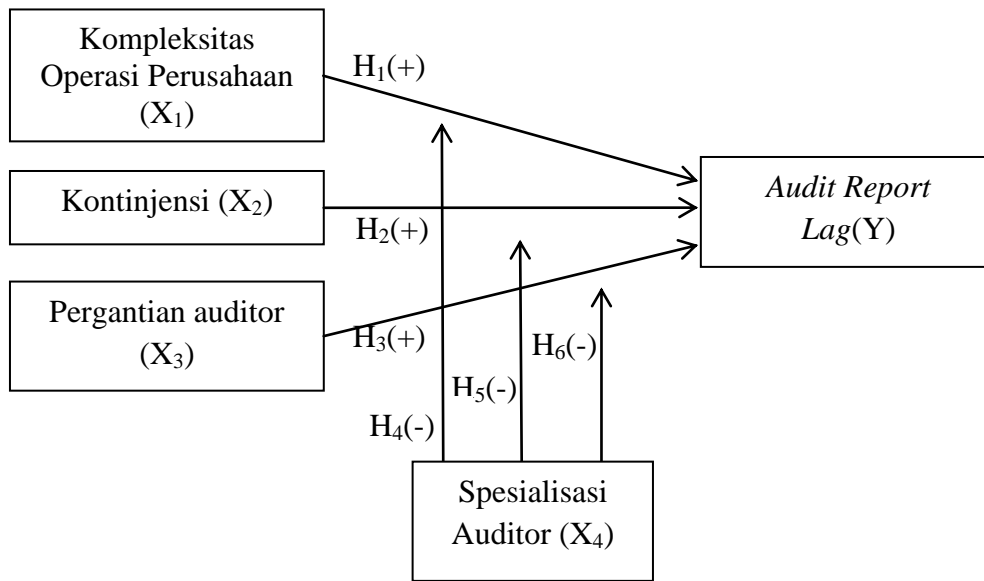 Kompleksitas
Operasi Perusahaan
(X₁)
H₁(+)
Kontinjensi (X₂)
H₂(+)
Audit Report
Lag(Y)
Pergantian auditor
(X₃)
H₃(+)
H₆(-)
H₅(-)
H₄(-)
Spesialisasi
Auditor (X₄)